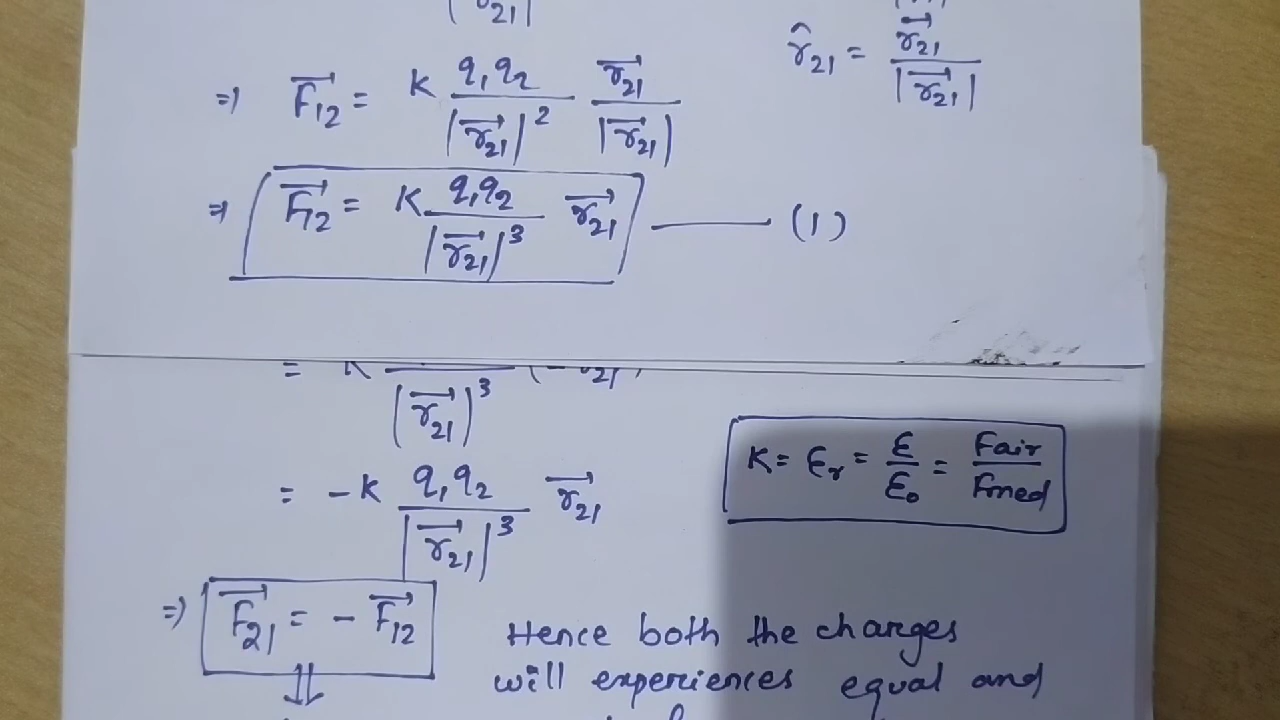 |r⃗21|
r̂21 = r⃗21 / |r⃗21|
⇒ F⃗12 = K q1q2 / |r⃗21|² r⃗21 / |r⃗21|
⇒ F⃗12 = K q1q2 / |r⃗21|³ r⃗21 —— (1)
|r⃗21|³
= -K q1q2 / |r⃗21|³ r⃗21
K = εr = ε / ε0 = Fair / Fmed
⇒ F⃗21 = - F⃗12
⇓
Hence both the charges
will experiences equal and